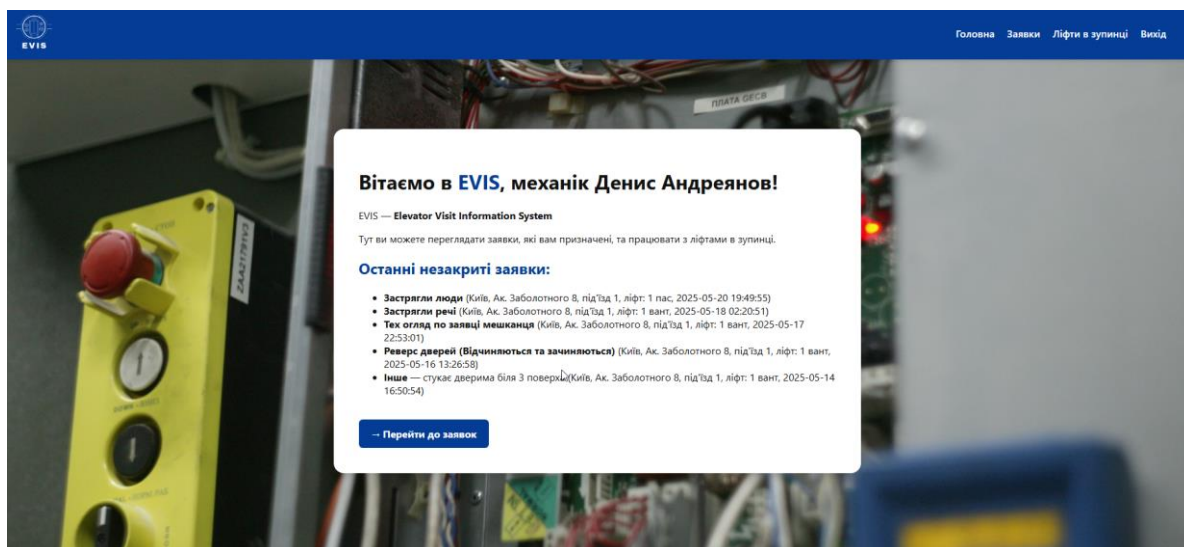 EVIS
Головна Заявки Ліфти в зупинці Вихід
ПЛАТА GECB
ZAA21781V3
Вітаємо в EVIS, механік Денис Андреянов!
EVIS — Elevator Visit Information System
Тут ви можете переглядати заявки, які вам призначені, та працювати з ліфтами в зупинці.
Останні незакриті заявки:
• Застрягли люди (Київ, Ак. Заболотного 8, під'їзд 1, ліфт: 1 пас, 2025-05-20 19:49:55)
• Застрягли речі (Київ, Ак. Заболотного 8, під'їзд 1, ліфт: 1 вант, 2025-05-18 02:20:51)
• Тех огляд по заявці мешканця (Київ, Ак. Заболотного 8, під'їзд 1, ліфт: 1 вант, 2025-05-17
22:53:01)
• Реверс дверей (Відчиняються та зачиняються) (Київ, Ак. Заболотного 8, під'їзд 1, ліфт: 1 вант,
2025-05-16 13:26:58)
• Інше — стукає дверима біля 3 поверху (Київ, Ак. Заболотного 8, під'їзд 1, ліфт: 1 вант, 2025-05-14
16:50:54)
→ Перейти до заявок